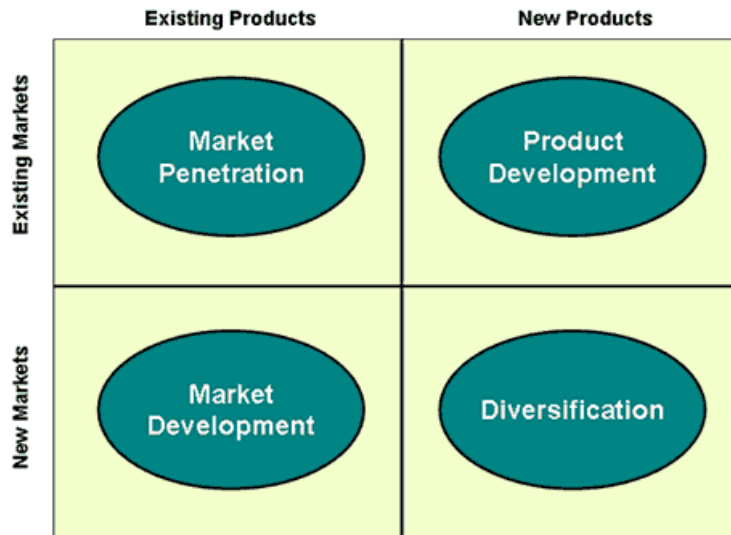 Existing Products
New Products
Existing Markets
Market
Penetration
Product
Development
New Markets
Market
Development
Diversification